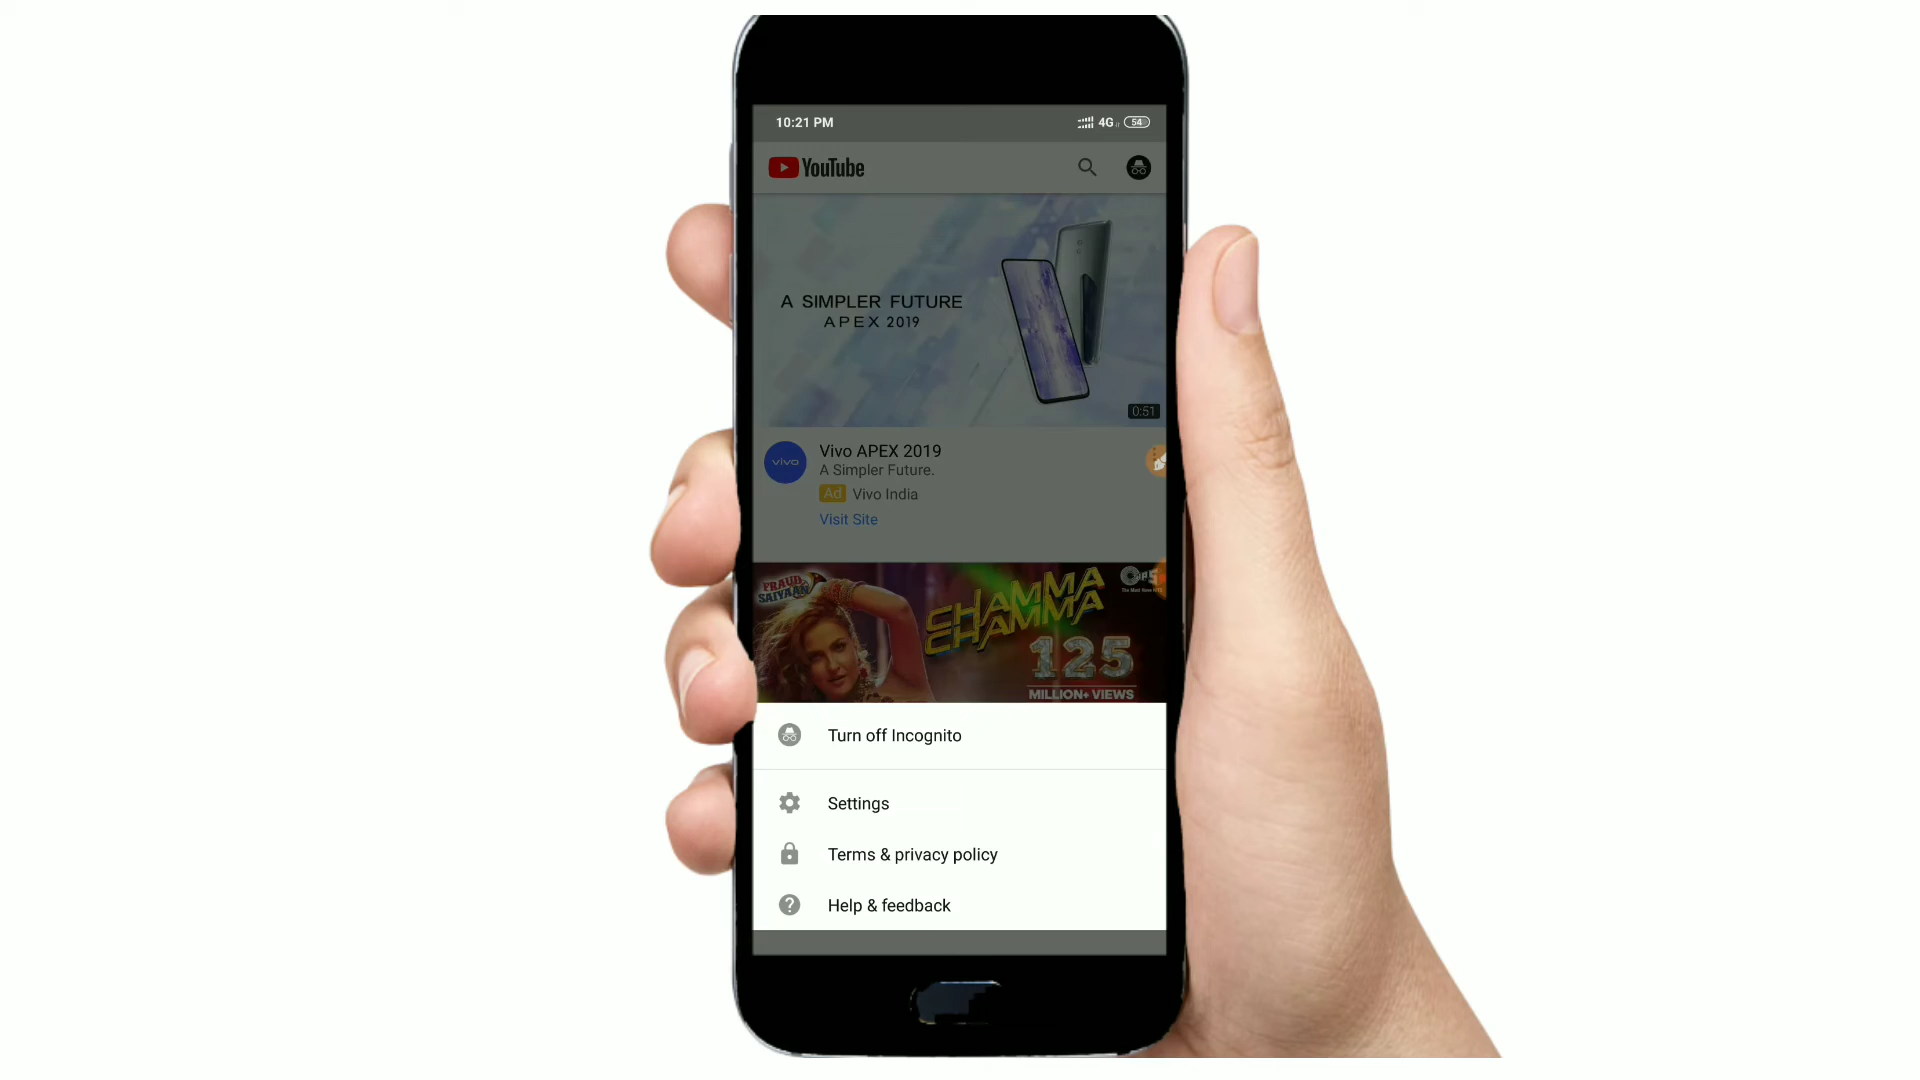 10:21 PM
4G
54
YouTube
A SIMPLER FUTURE
APEX 2019
0:51
vivo
Vivo APEX 2019
A Simpler Future.
Ad Vivo India
Visit Site
FRAUD
SAIYAAN
CHAMMA
CHAMMA
125
MILLION+ VIEWS
Turn off Incognito
Settings
Terms & privacy policy
Help & feedback